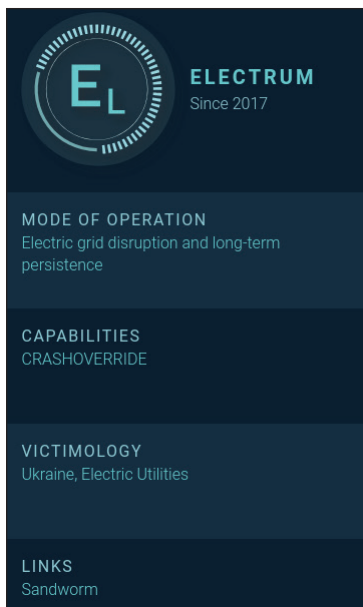 EL
ELECTRUM
Since 2017
MODE OF OPERATION
Electric grid disruption and long-term
persistence
CAPABILITIES
CRASHOVERRIDE
VICTIMOLOGY
Ukraine, Electric Utilities
LINKS
Sandworm